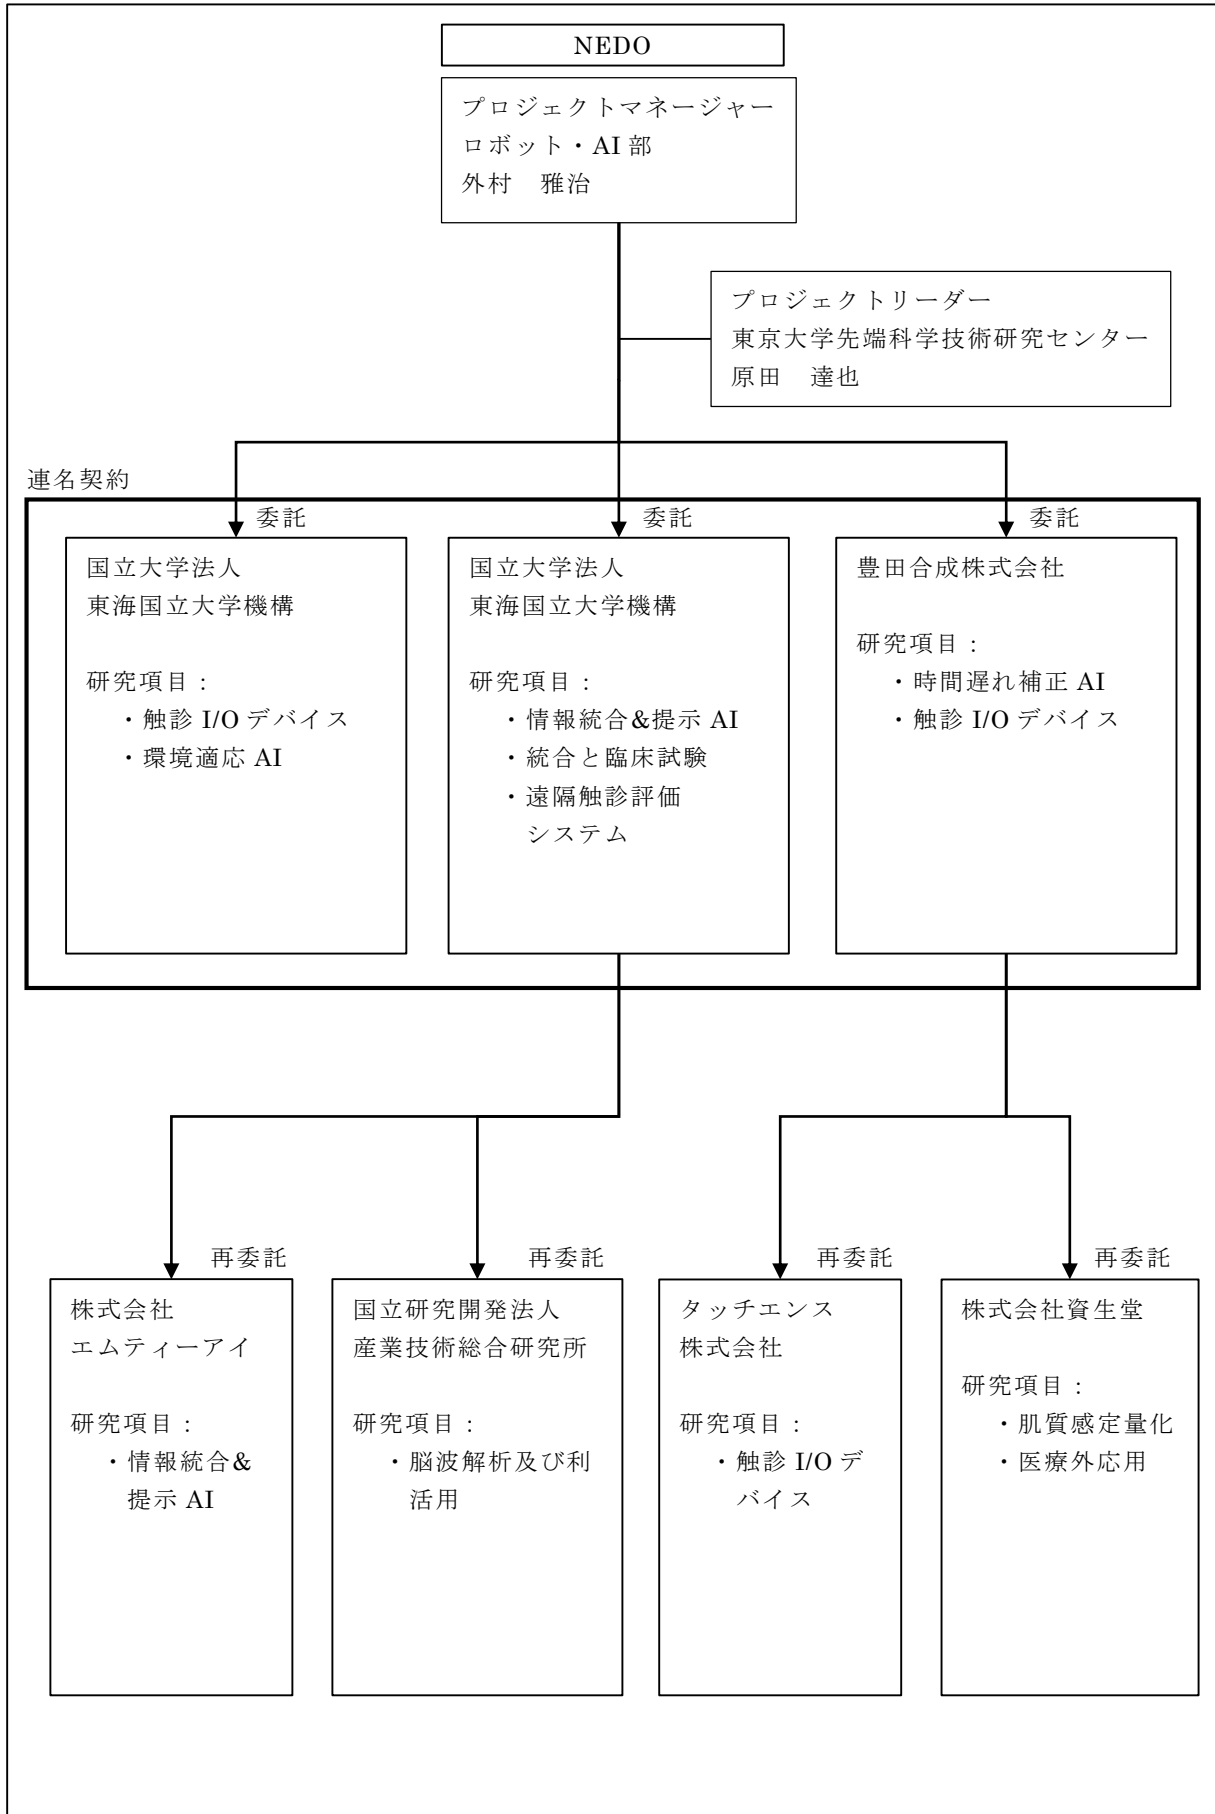 NEDO
プロジェクトマネージャー
ロボット・AI 部
外村　雅治
プロジェクトリーダー
東京大学先端科学技術研究センター
原田　達也
連名契約
委託
国立大学法人
東海国立大学機構
研究項目：
・触診 I/O デバイス
・環境適応 AI
委託
国立大学法人
東海国立大学機構
研究項目：
・情報統合&提示 AI
・統合と臨床試験
・遠隔触診評価
システム
委託
豊田合成株式会社
研究項目：
・時間遅れ補正 AI
・触診 I/O デバイス
再委託
株式会社
エムティーアイ
研究項目：
・情報統合&
提示 AI
再委託
国立研究開発法人
産業技術総合研究所
研究項目：
・脳波解析及び利
活用
再委託
タッチエンス
株式会社
研究項目：
・触診 I/O デ
バイス
再委託
株式会社資生堂
研究項目：
・肌質感定量化
・医療外応用